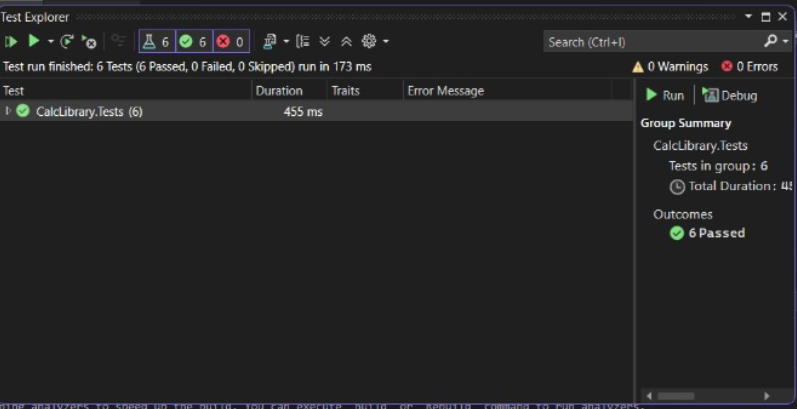 Test Explorer
6 6 0
Search (Ctrl+I)
Test run finished: 6 Tests (6 Passed, 0 Failed, 0 Skipped) run in 173 ms
0 Warnings 0 Errors
Test Duration Traits Error Message
CalcLibrary.Tests (6) 455 ms
Run Debug
Group Summary
CalcLibrary.Tests
Tests in group: 6
Total Duration: 45
Outcomes
6 Passed
analyzers to speed up the build. You can execute 'Build' or 'Rebuild' command to run analyzers.